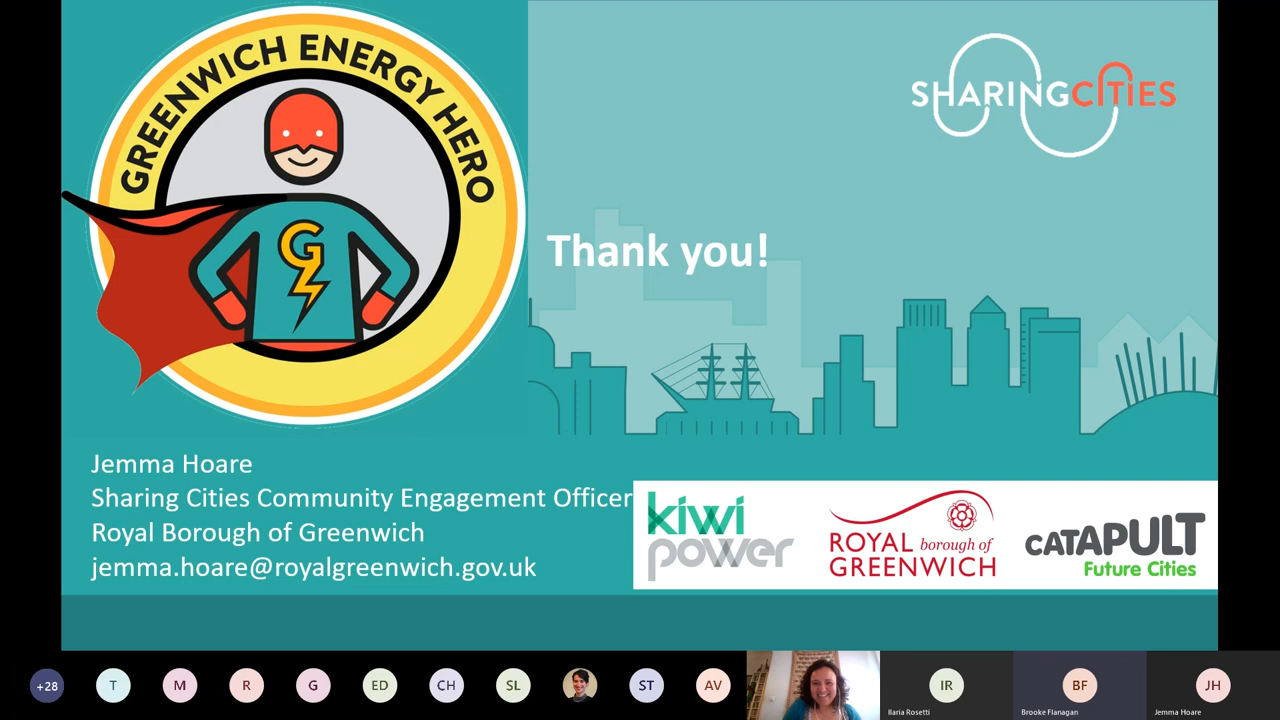 GREENWICH ENERGY HERO
G
SHARINGCITIES
Thank you!
Jemma Hoare
Sharing Cities Community Engagement Officer
Royal Borough of Greenwich
jemma.hoare@royalgreenwich.gov.uk
kiwi
power
ROYAL borough of
GREENWICH
CATAPULT
Future Cities
+28
T
M
R
G
ED
CH
SL
ST
AV
IR
Ilaria Rosetti
BF
Brooke Flanagan
JH
Jemma Hoare